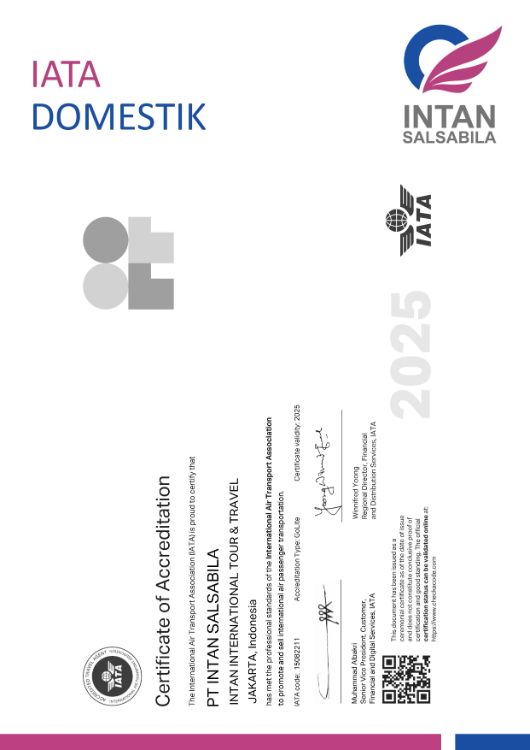 IATA
DOMESTIK
INTAN
SALSABILA
IATA
2025
Certificate of Accreditation
The International Air Transport Association (IATA) is proud to certify that
PT INTAN SALSABILA
INTAN INTERNATIONAL TOUR & TRAVEL
JAKARTA, Indonesia
has met the professional standards of the International Air Transport Association
to promote and sell international air passenger transportation.
IATA code: 15082211 Accreditation Type: GoLite Certificate validity: 2025
Muhammad Albakri
Senior Vice President, Customer,
Financial and Digital Services, IATA
Winnifred Yoong
Regional Director, Financial
and Distribution Services, IATA
This document has been issued as a
ceremonial certificate as of the date of issue
and does not constitute conclusive proof of
certification and good standing. The official
certification status can be validated online at:
https://www.checkacode.com
IATA